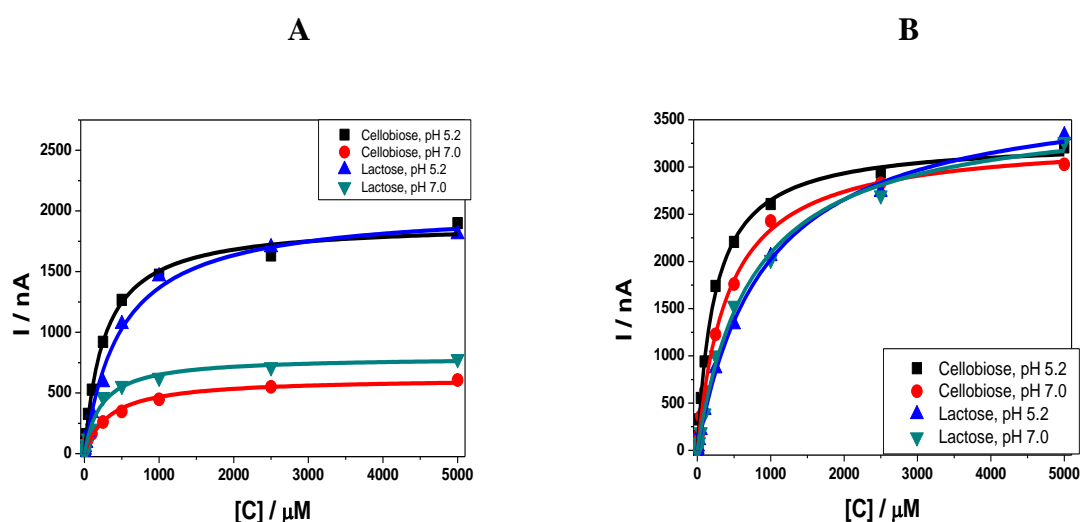 A
2500
2000
1500
1000
500
0
I / nA
0 1000 2000 3000 4000 5000
[C] / μM
Cellobiose, pH 5.2
Cellobiose, pH 7.0
Lactose, pH 5.2
Lactose, pH 7.0
B
3500
3000
2500
2000
1500
1000
500
0
I / nA
0 1000 2000 3000 4000 5000
[C] / μM
Cellobiose, pH 5.2
Cellobiose, pH 7.0
Lactose, pH 5.2
Lactose, pH 7.0